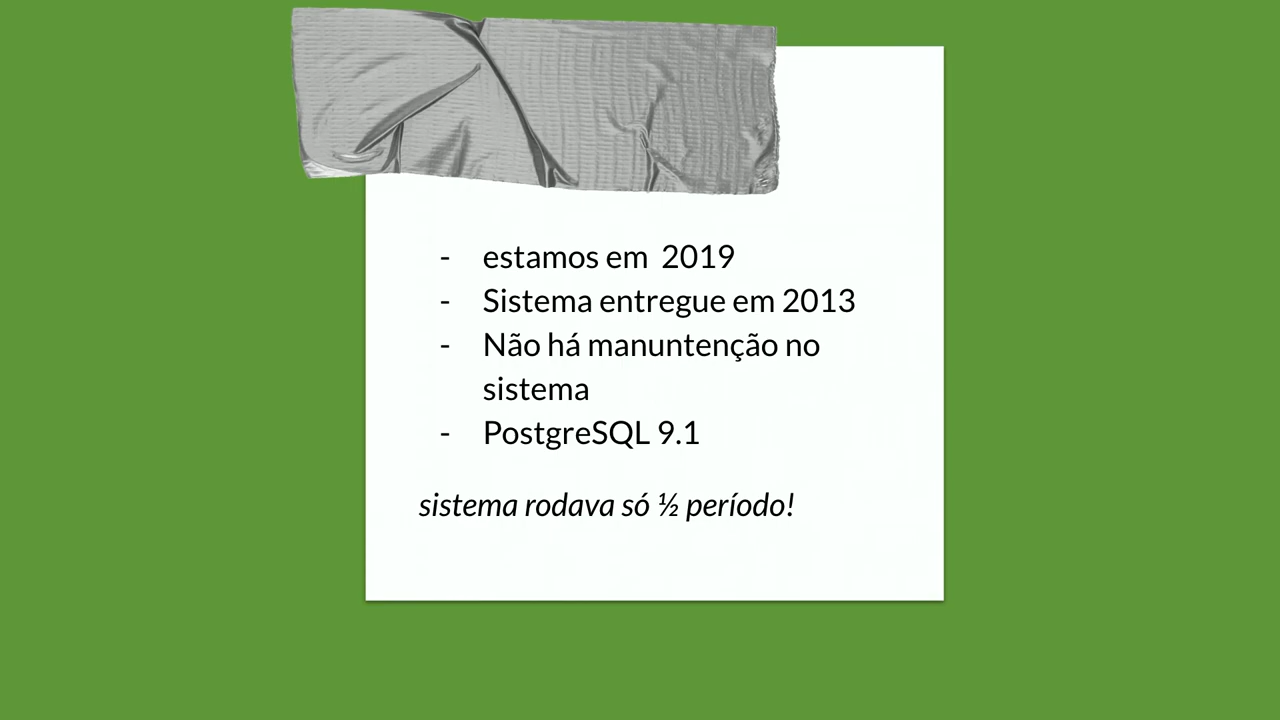 - estamos em  2019
- Sistema entregue em 2013
- Não há manuntenção no
sistema
- PostgreSQL 9.1
sistema rodava só ½ período!